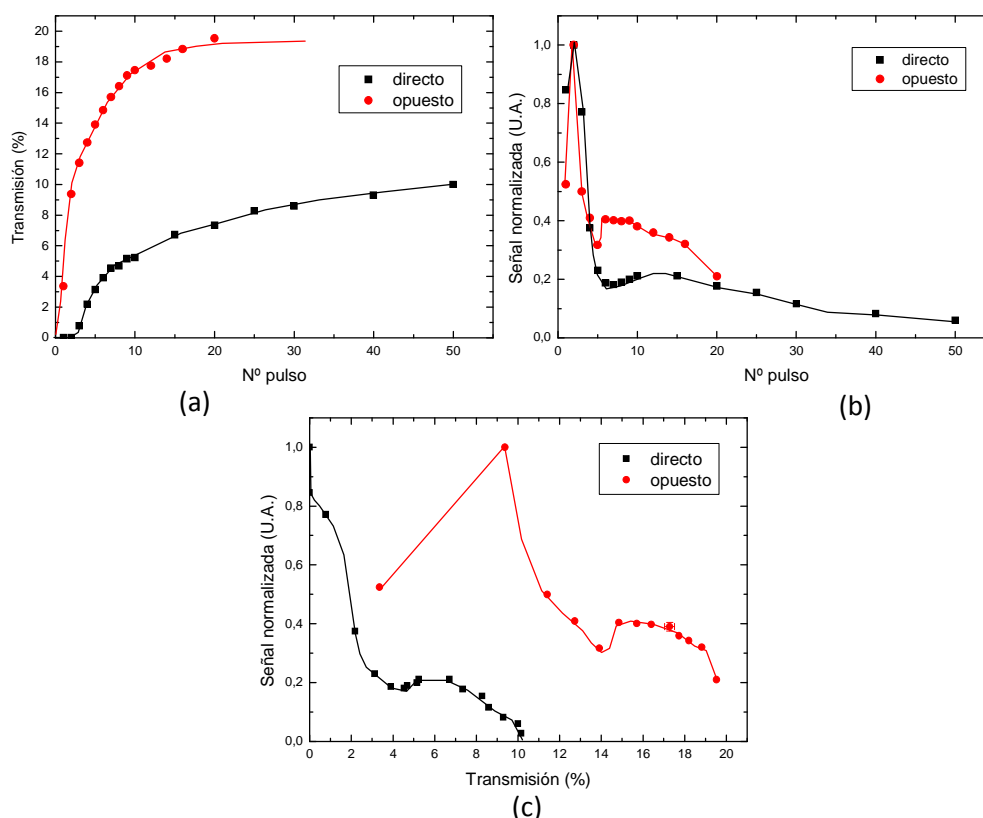 20
18
16
14
12
10
8
6
4
2
0
Transmisión (%)
directo
opuesto
0 10 20 30 40 50
Nº pulso
(a)
1,0
0,8
0,6
0,4
0,2
0,0
Señal normalizada (U.A.)
directo
opuesto
0 10 20 30 40 50
Nº pulso
(b)
1,0
0,8
0,6
0,4
0,2
0,0
Señal normalizada (U.A.)
directo
opuesto
0 2 4 6 8 10 12 14 16 18 20
Transmisión (%)
(c)